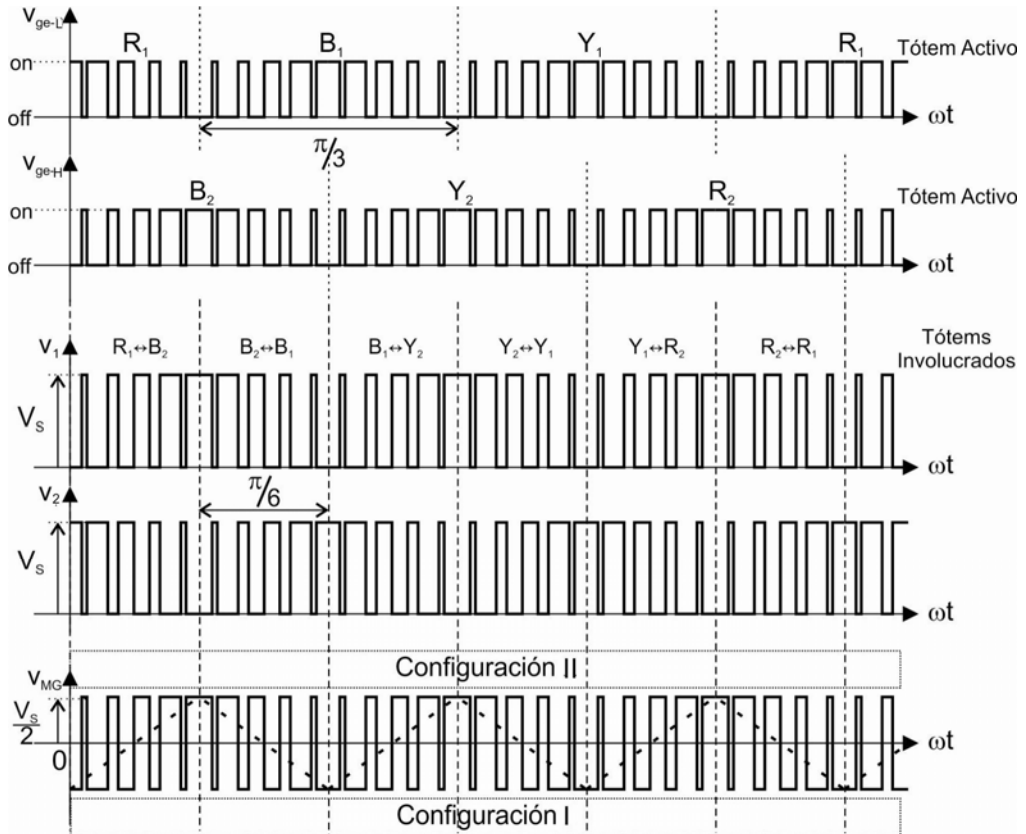 v_ge-L
R₁ B₁ Y₁ R₁ Tótem Activo
on
off
ωt
π/3
v_ge-H
B₂ Y₂ R₂ Tótem Activo
on
off
ωt
v₁
R₁↔B₂ B₂↔B₁ B₁↔Y₂ Y₂↔Y₁ Y₁↔R₂ R₂↔R₁ Tótems
Involucrados
V_S
ωt
v₂
π/6
V_S
ωt
Configuración II
v_MG
V_S/2
0
ωt
Configuración I